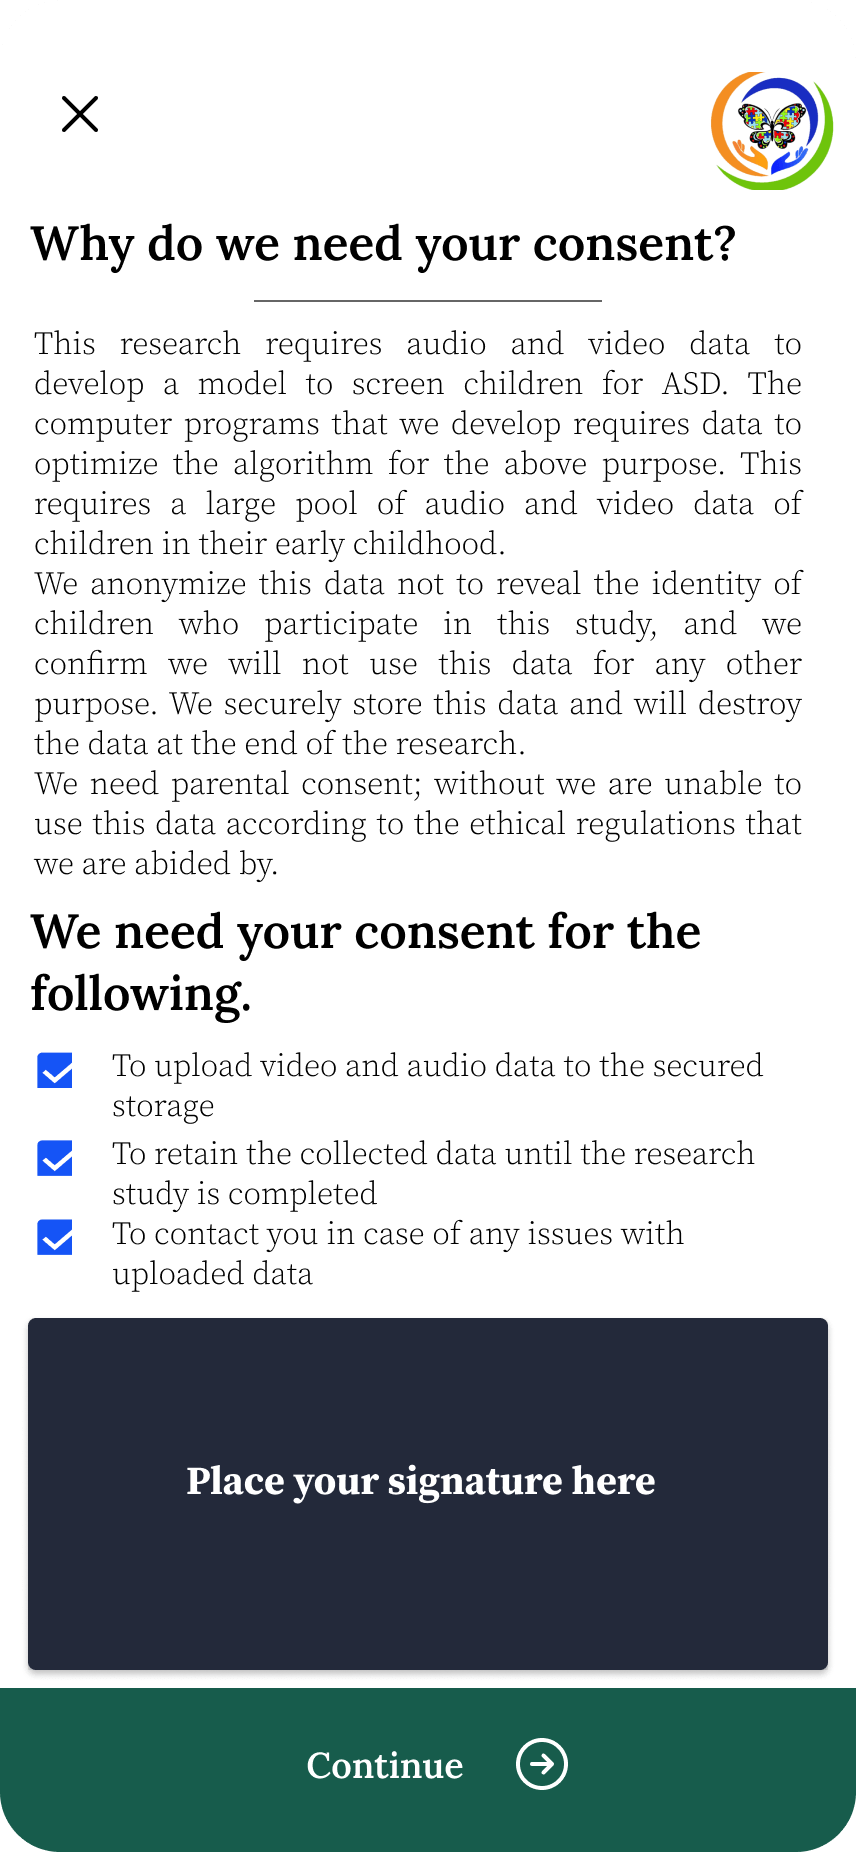 Why do we need your consent?
This research requires audio and video data to
develop a model to screen children for ASD. The
computer programs that we develop requires data to
optimize the algorithm for the above purpose. This
requires a large pool of audio and video data of
children in their early childhood.
We anonymize this data not to reveal the identity of
children who participate in this study, and we
confirm we will not use this data for any other
purpose. We securely store this data and will destroy
the data at the end of the research.
We need parental consent; without we are unable to
use this data according to the ethical regulations that
we are abided by.
We need your consent for the
following.
To upload video and audio data to the secured
storage
To retain the collected data until the research
study is completed
To contact you in case of any issues with
uploaded data
Place your signature here
Continue